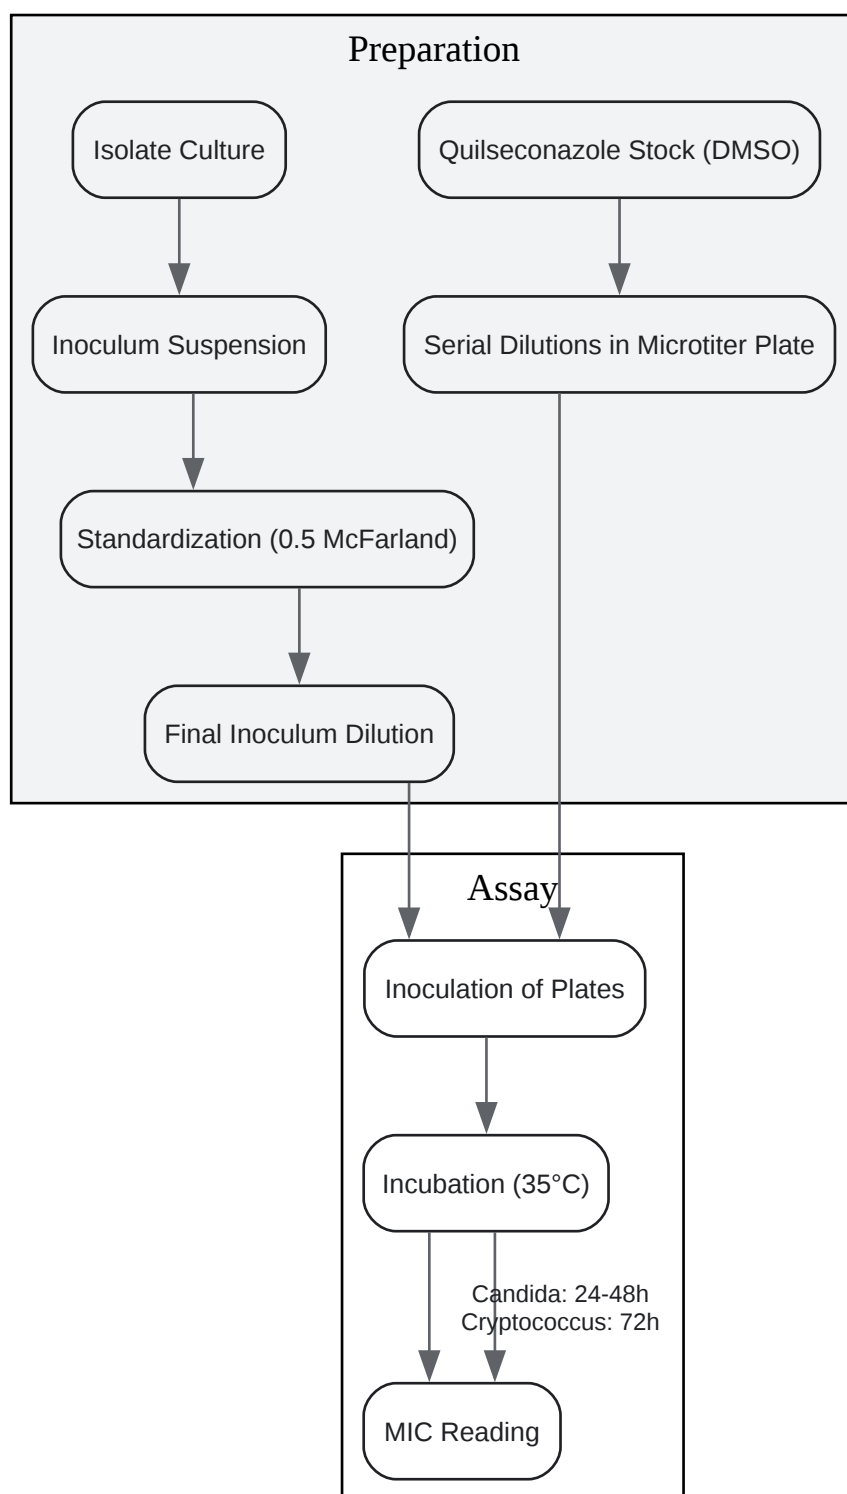 Preparation
Isolate Culture
Quilseconazole Stock (DMSO)
Inoculum Suspension
Serial Dilutions in Microtiter Plate
Standardization (0.5 McFarland)
Final Inoculum Dilution
Assay
Inoculation of Plates
Incubation (35°C)
Candida: 24-48h
Cryptococcus: 72h
MIC Reading